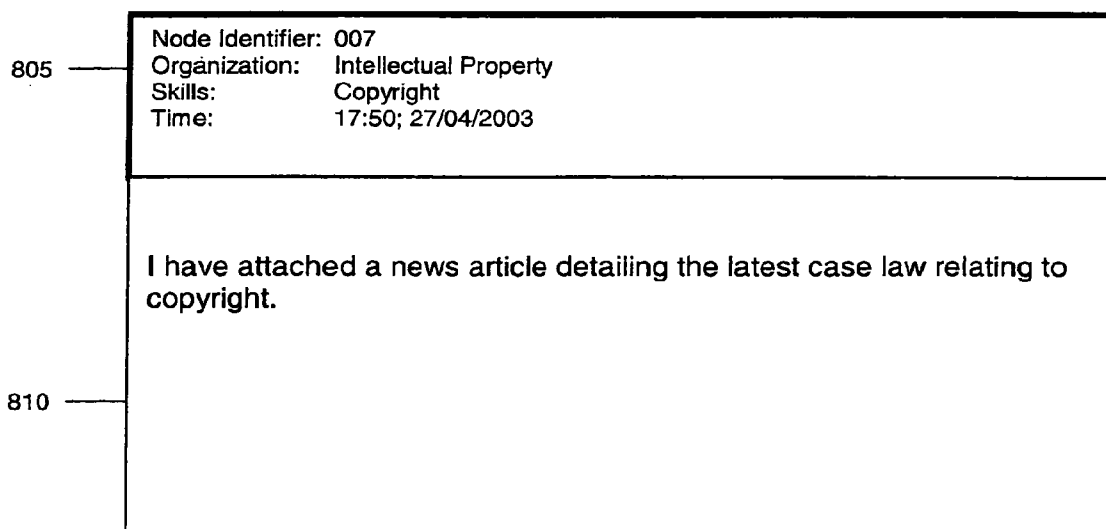 Node Identifier: 007
805
Organization: Intellectual Property
Skills: Copyright
Time: 17:50; 27/04/2003
I have attached a news article detailing the latest case law relating to
copyright.
810